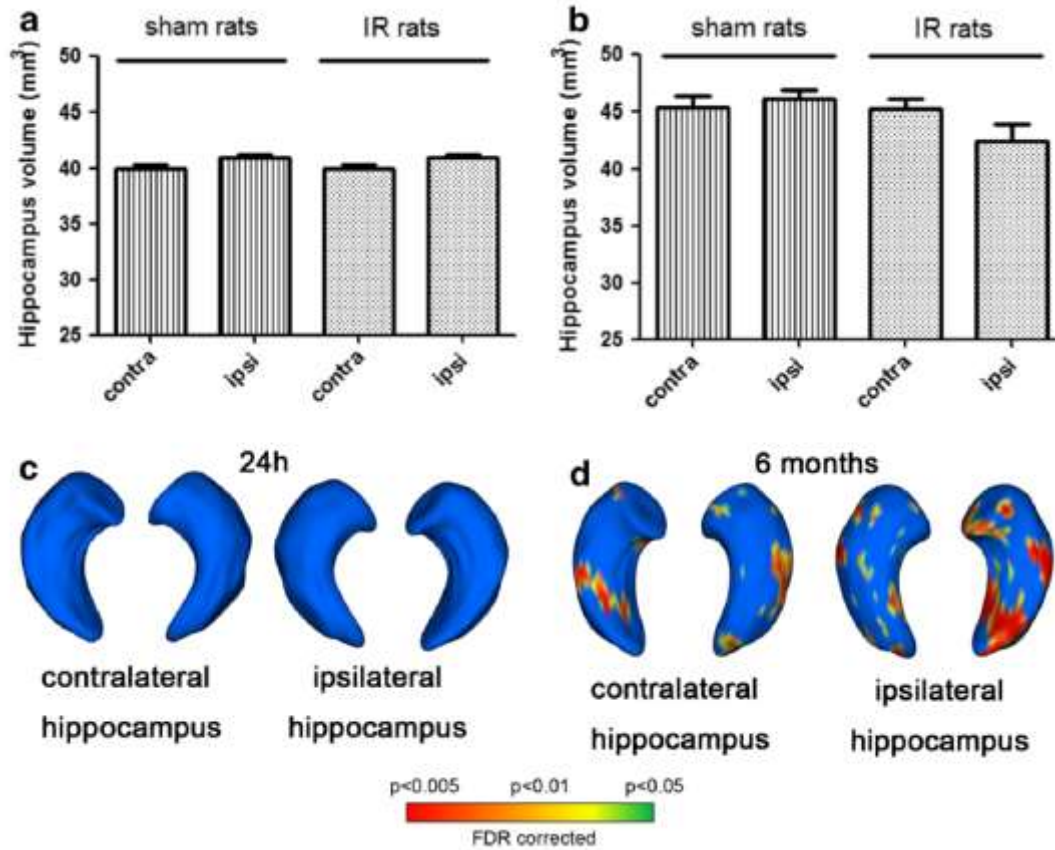 a
sham rats
IR rats
Hippocampus volume (mm³)
50
45
40
35
30
25
contra
ipsi
contra
ipsi
b
sham rats
IR rats
Hippocampus volume (mm³)
50
45
40
35
30
25
contra
ipsi
contra
ipsi
c
24h
contralateral
hippocampus
ipsilateral
hippocampus
d
6 months
contralateral
hippocampus
ipsilateral
hippocampus
p<0.005
p<0.01
p<0.05
FDR corrected